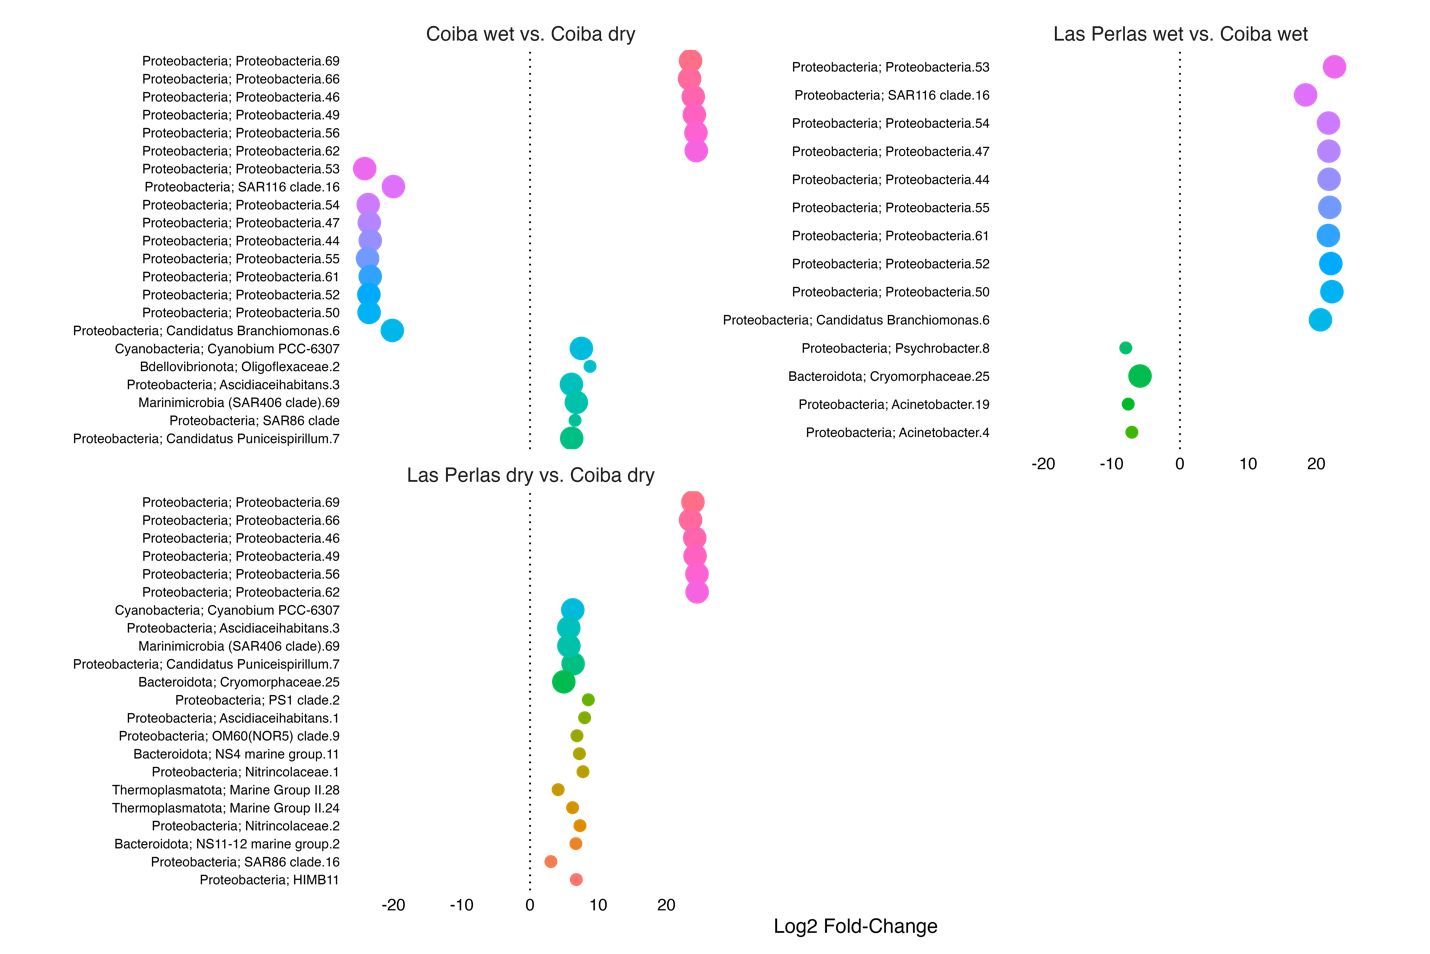 Coiba wet vs. Coiba dry
Proteobacteria; Proteobacteria.69
Proteobacteria; Proteobacteria.66
Proteobacteria; Proteobacteria.46
Proteobacteria; Proteobacteria.49
Proteobacteria; Proteobacteria.56
Proteobacteria; Proteobacteria.62
Proteobacteria; Proteobacteria.53
Proteobacteria; SAR116 clade.16
Proteobacteria; Proteobacteria.54
Proteobacteria; Proteobacteria.47
Proteobacteria; Proteobacteria.44
Proteobacteria; Proteobacteria.55
Proteobacteria; Proteobacteria.61
Proteobacteria; Proteobacteria.52
Proteobacteria; Proteobacteria.50
Proteobacteria; Candidatus Branchiomonas.6
Cyanobacteria; Cyanobium PCC-6307
Bdellovibrionota; Oligoflexaceae.2
Proteobacteria; Ascidiaceihabitans.3
Marinimicrobia (SAR406 clade).69
Proteobacteria; SAR86 clade
Proteobacteria; Candidatus Puniceispirillum.7
Las Perlas wet vs. Coiba wet
Proteobacteria; Proteobacteria.53
Proteobacteria; SAR116 clade.16
Proteobacteria; Proteobacteria.54
Proteobacteria; Proteobacteria.47
Proteobacteria; Proteobacteria.44
Proteobacteria; Proteobacteria.55
Proteobacteria; Proteobacteria.61
Proteobacteria; Proteobacteria.52
Proteobacteria; Proteobacteria.50
Proteobacteria; Candidatus Branchiomonas.6
Proteobacteria; Psychrobacter.8
Bacteroidota; Cryomorphaceae.25
Proteobacteria; Acinetobacter.19
Proteobacteria; Acinetobacter.4
-20 -10 0 10 20
Las Perlas dry vs. Coiba dry
Proteobacteria; Proteobacteria.69
Proteobacteria; Proteobacteria.66
Proteobacteria; Proteobacteria.46
Proteobacteria; Proteobacteria.49
Proteobacteria; Proteobacteria.56
Proteobacteria; Proteobacteria.62
Cyanobacteria; Cyanobium PCC-6307
Proteobacteria; Ascidiaceihabitans.3
Marinimicrobia (SAR406 clade).69
Proteobacteria; Candidatus Puniceispirillum.7
Bacteroidota; Cryomorphaceae.25
Proteobacteria; PS1 clade.2
Proteobacteria; Ascidiaceihabitans.1
Proteobacteria; OM60(NOR5) clade.9
Bacteroidota; NS4 marine group.11
Proteobacteria; Nitrincolaceae.1
Thermoplasmatota; Marine Group II.28
Thermoplasmatota; Marine Group II.24
Proteobacteria; Nitrincolaceae.2
Bacteroidota; NS11-12 marine group.2
Proteobacteria; SAR86 clade.16
Proteobacteria; HIMB11
-20 -10 0 10 20
Log2 Fold-Change